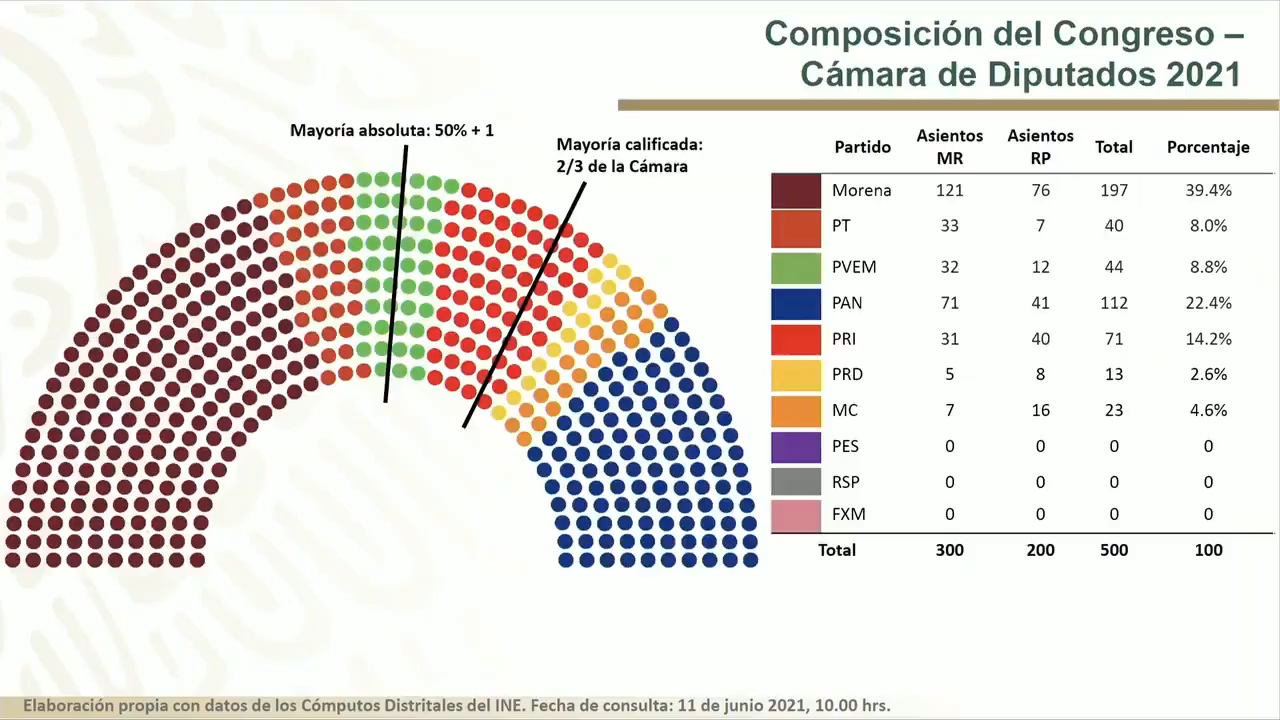 Composición del Congreso –
Cámara de Diputados 2021
Mayoría absoluta: 50% + 1
Mayoría calificada:
2/3 de la Cámara
Partido Asientos MR Asientos RP Total Porcentaje
Morena 121 76 197 39.4%
PT 33 7 40 8.0%
PVEM 32 12 44 8.8%
PAN 71 41 112 22.4%
PRI 31 40 71 14.2%
PRD 5 8 13 2.6%
MC 7 16 23 4.6%
PES 0 0 0 0
RSP 0 0 0 0
FXM 0 0 0 0
Total 300 200 500 100
Elaboración propia con datos de los Cómputos Distritales del INE. Fecha de consulta: 11 de junio 2021, 10.00 hrs.